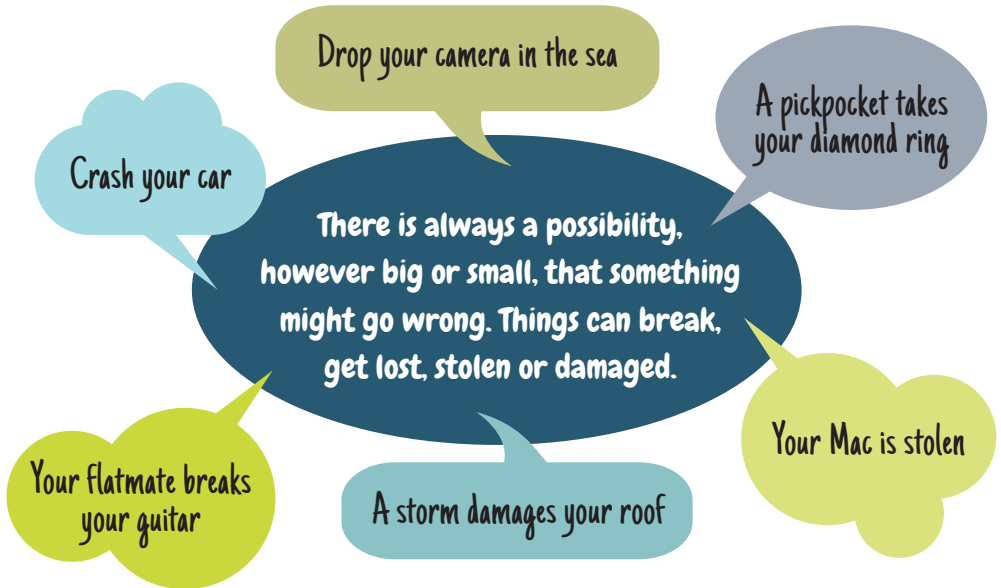 Drop your camera in the sea
A pickpocket takes
your diamond ring
Crash your car
There is always a possibility,
however big or small, that something
might go wrong. Things can break,
get lost, stolen or damaged.
Your Mac is stolen
Your flatmate breaks
your guitar
A storm damages your roof